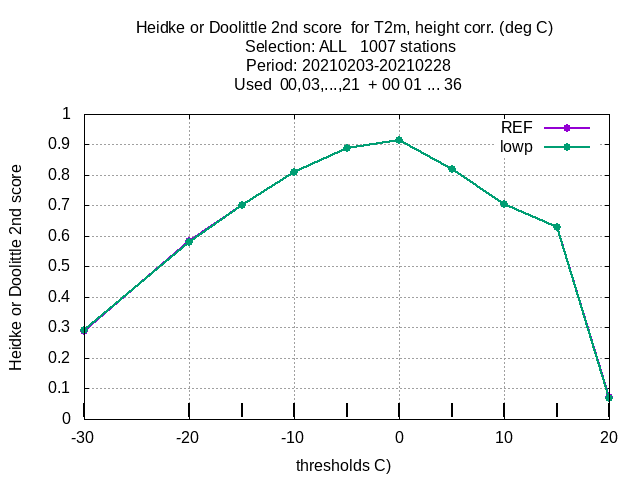 Heidke or Doolittle 2nd score  for T2m, height corr. (deg C)
Selection: ALL   1007 stations
Period: 20210203-20210228
Used  00,03,...,21  + 00 01 ... 36
REF
lowp
1
0.9
0.8
0.7
0.6
0.5
0.4
0.3
0.2
0.1
0
Heidke or Doolittle 2nd score
-30 -20 -10 0 10 20
thresholds C)